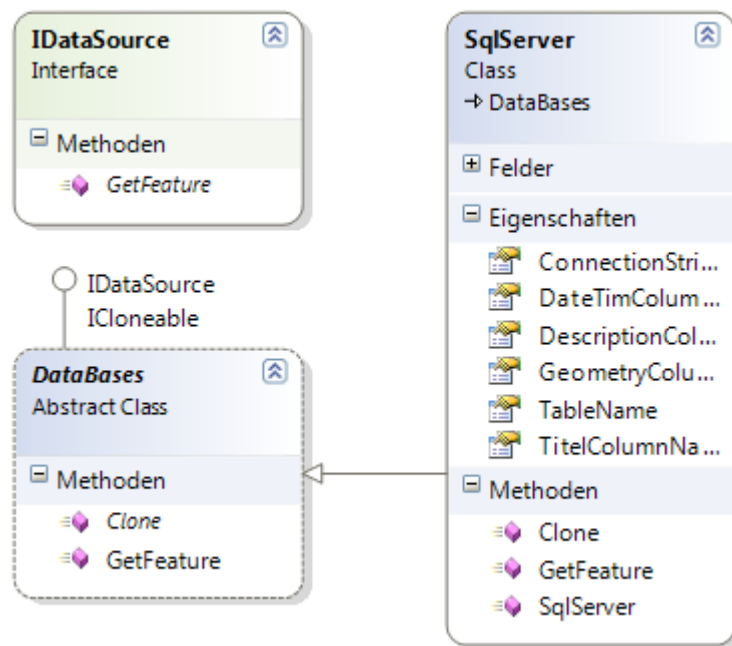 IDataSource
Interface
Methoden
GetFeature
IDataSource
ICloneable
DataBases
Abstract Class
Methoden
Clone
GetFeature
SqlServer
Class
DataBases
Felder
Eigenschaften
ConnectionStri...
DateTimColum...
DescriptionCol...
GeometryColu...
TableName
TitelColumnNa...
Methoden
Clone
GetFeature
SqlServer